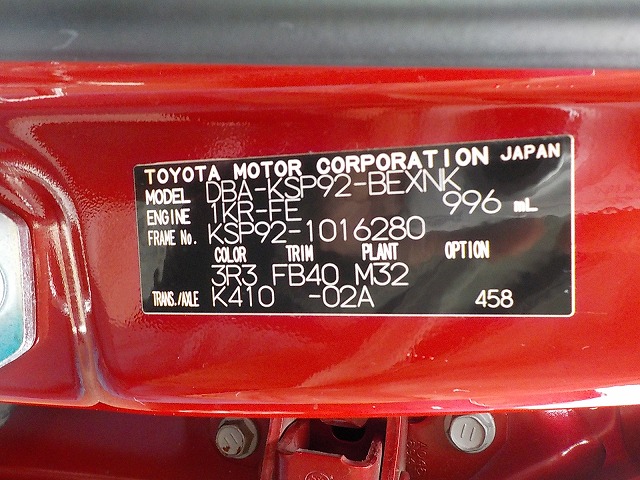 TOYOTA MOTOR CORPORATION JAPAN
MODEL DBA-KSP92-BEXNK
ENGINE 1KR-FE 996 mL
FRAME No. KSP92-1016280
COLOR TRIM PLANT OPTION
3R3 FB40 M32
TRANS./AXLE K410 -02A 458